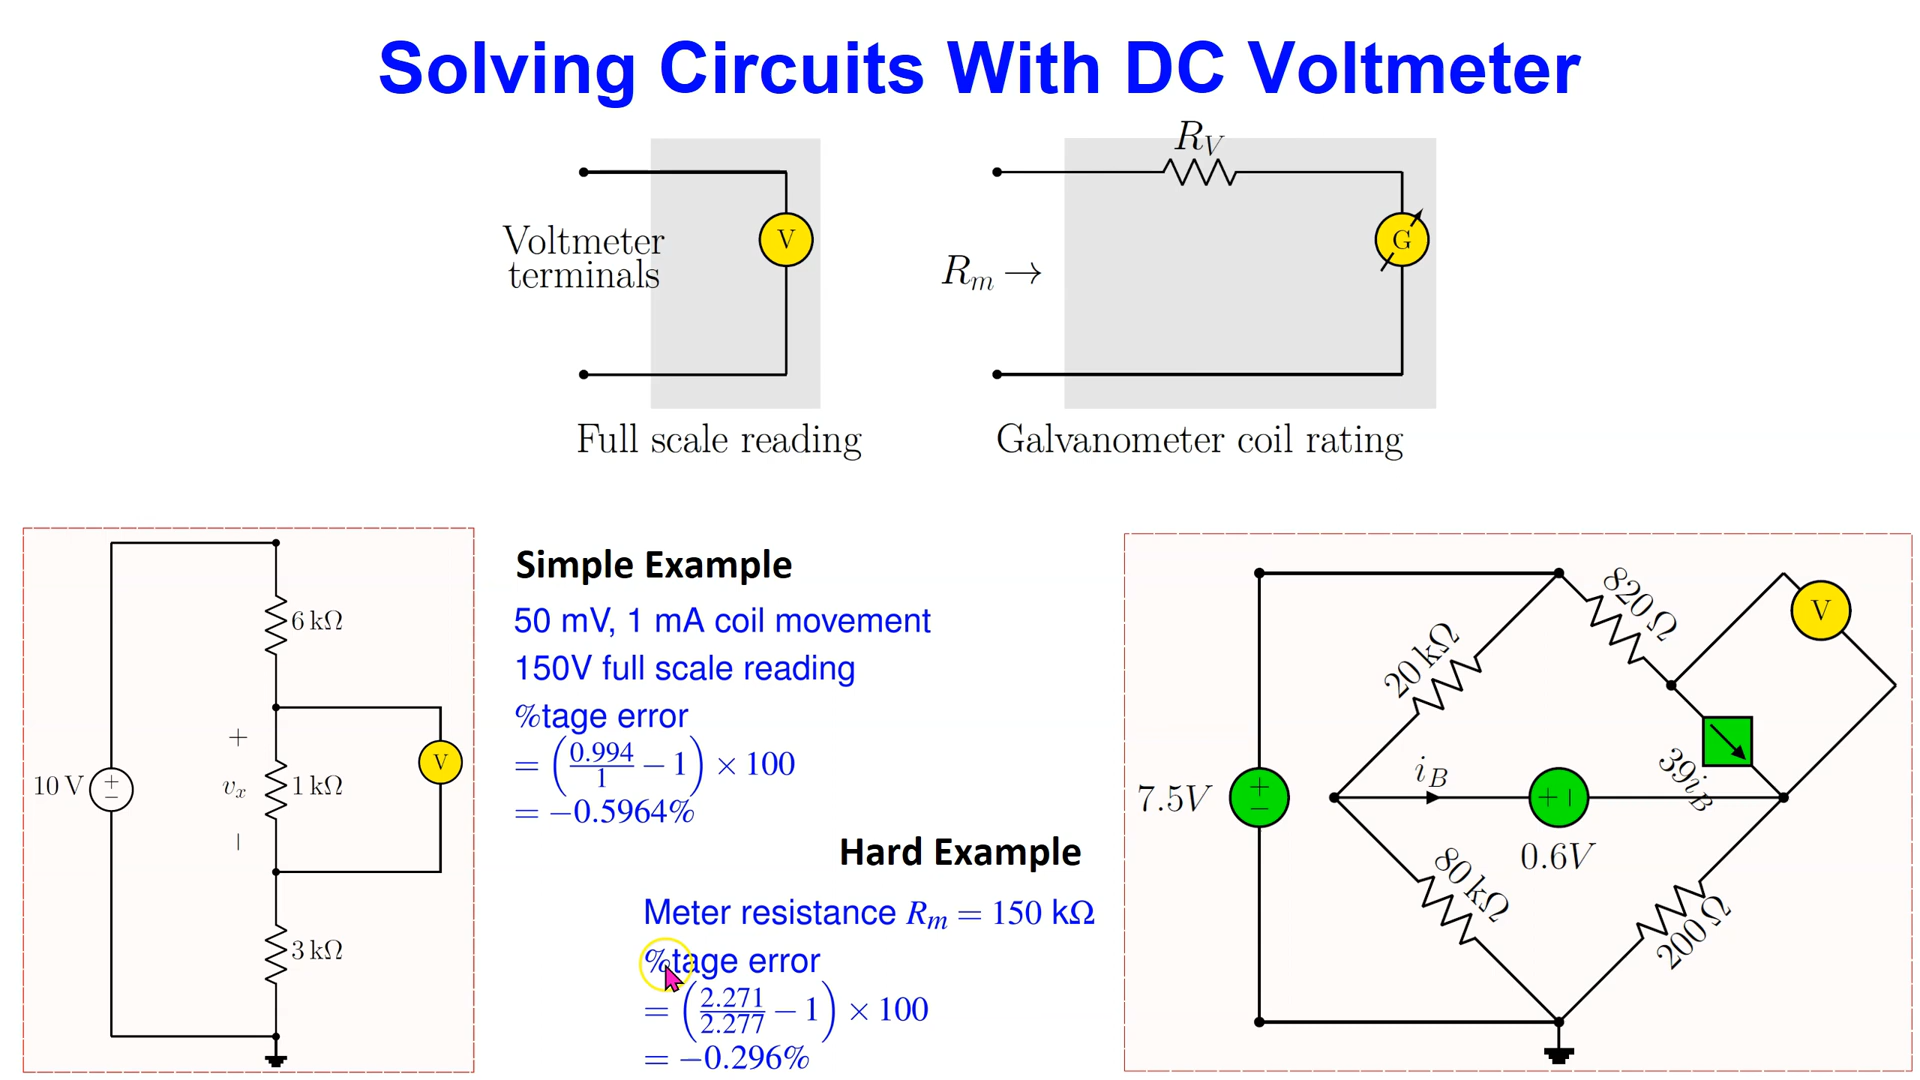 Solving Circuits With DC Voltmeter
R_V
Voltmeter
terminals
V
R_m →
G
Full scale reading
Galvanometer coil rating
10 V
+
−
6 kΩ
+
v_x
−
1 kΩ
V
3 kΩ
Simple Example
50 mV, 1 mA coil movement
150V full scale reading
%tage error
= (0.994/1 − 1) × 100
= −0.5964%
Hard Example
Meter resistance R_m = 150 kΩ
%tage error
= (2.271/2.277 − 1) × 100
= −0.296%
820 Ω
V
20 kΩ
39i_B
i_B
7.5V
+
−
+ −
0.6V
80 kΩ
200 Ω